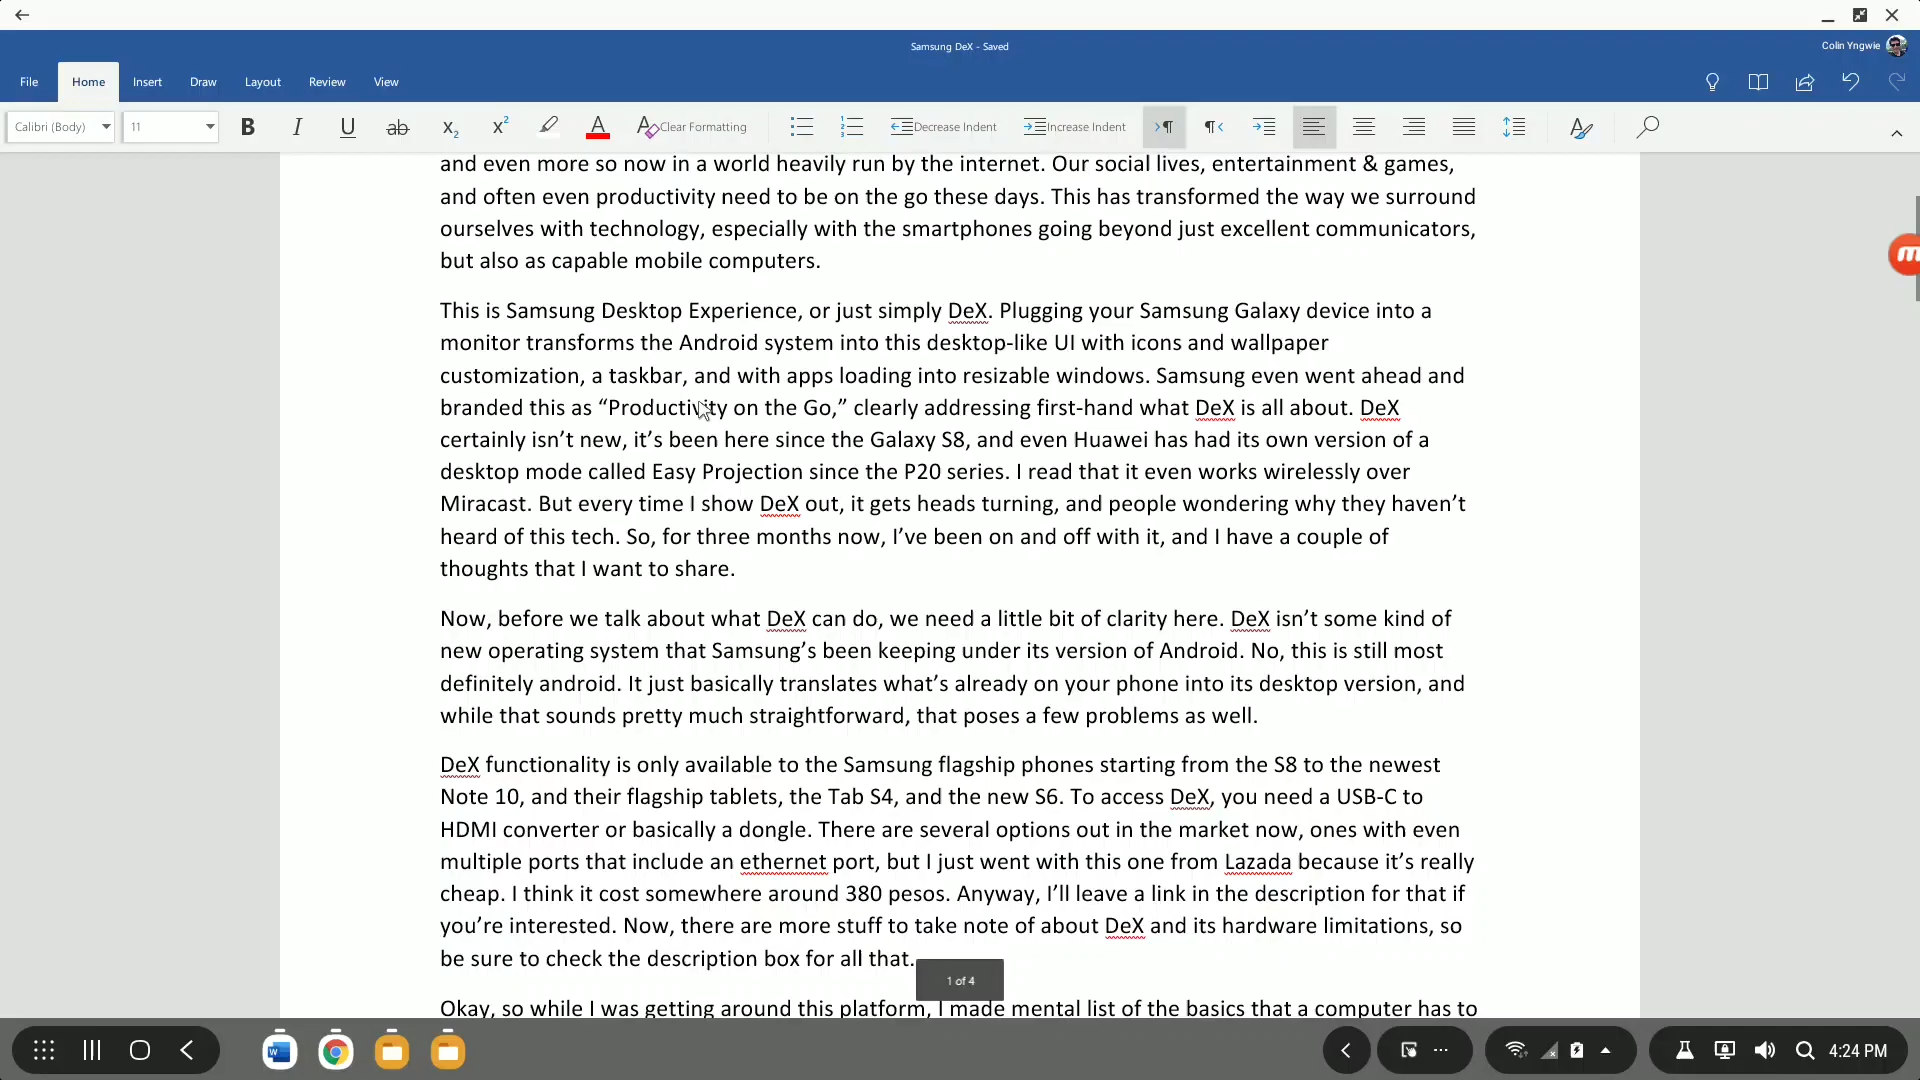 Samsung DeX - Saved
Colin Yngwie
File Home Insert Draw Layout Review View
Calibri (Body) 11 B I U ab X2 X2 A A Clear Formatting Decrease Indent Increase Indent
and even more so now in a world heavily run by the internet. Our social lives, entertainment & games,
and often even productivity need to be on the go these days. This has transformed the way we surround
ourselves with technology, especially with the smartphones going beyond just excellent communicators,
but also as capable mobile computers.
This is Samsung Desktop Experience, or just simply DeX. Plugging your Samsung Galaxy device into a
monitor transforms the Android system into this desktop-like UI with icons and wallpaper
customization, a taskbar, and with apps loading into resizable windows. Samsung even went ahead and
branded this as “Productivity on the Go,” clearly addressing first-hand what DeX is all about. DeX
certainly isn’t new, it’s been here since the Galaxy S8, and even Huawei has had its own version of a
desktop mode called Easy Projection since the P20 series. I read that it even works wirelessly over
Miracast. But every time I show DeX out, it gets heads turning, and people wondering why they haven’t
heard of this tech. So, for three months now, I’ve been on and off with it, and I have a couple of
thoughts that I want to share.
Now, before we talk about what DeX can do, we need a little bit of clarity here. DeX isn’t some kind of
new operating system that Samsung’s been keeping under its version of Android. No, this is still most
definitely android. It just basically translates what’s already on your phone into its desktop version, and
while that sounds pretty much straightforward, that poses a few problems as well.
DeX functionality is only available to the Samsung flagship phones starting from the S8 to the newest
Note 10, and their flagship tablets, the Tab S4, and the new S6. To access DeX, you need a USB-C to
HDMI converter or basically a dongle. There are several options out in the market now, ones with even
multiple ports that include an ethernet port, but I just went with this one from Lazada because it’s really
cheap. I think it cost somewhere around 380 pesos. Anyway, I’ll leave a link in the description for that if
you’re interested. Now, there are more stuff to take note of about DeX and its hardware limitations, so
be sure to check the description box for all that.
1 of 4
Okay, so while I was getting around this platform, I made mental list of the basics that a computer has to
4:24 PM